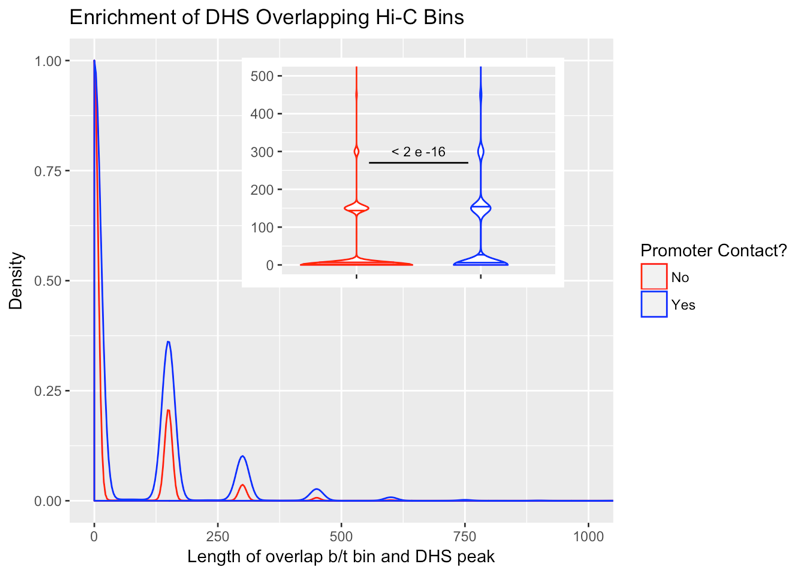 Enrichment of DHS Overlapping Hi-C Bins
1.00
0.75
0.50
0.25
0.00
Density
500
400
300
200
100
0
< 2 e -16
Promoter Contact?
No
Yes
0
250
500
750
1000
Length of overlap b/t bin and DHS peak